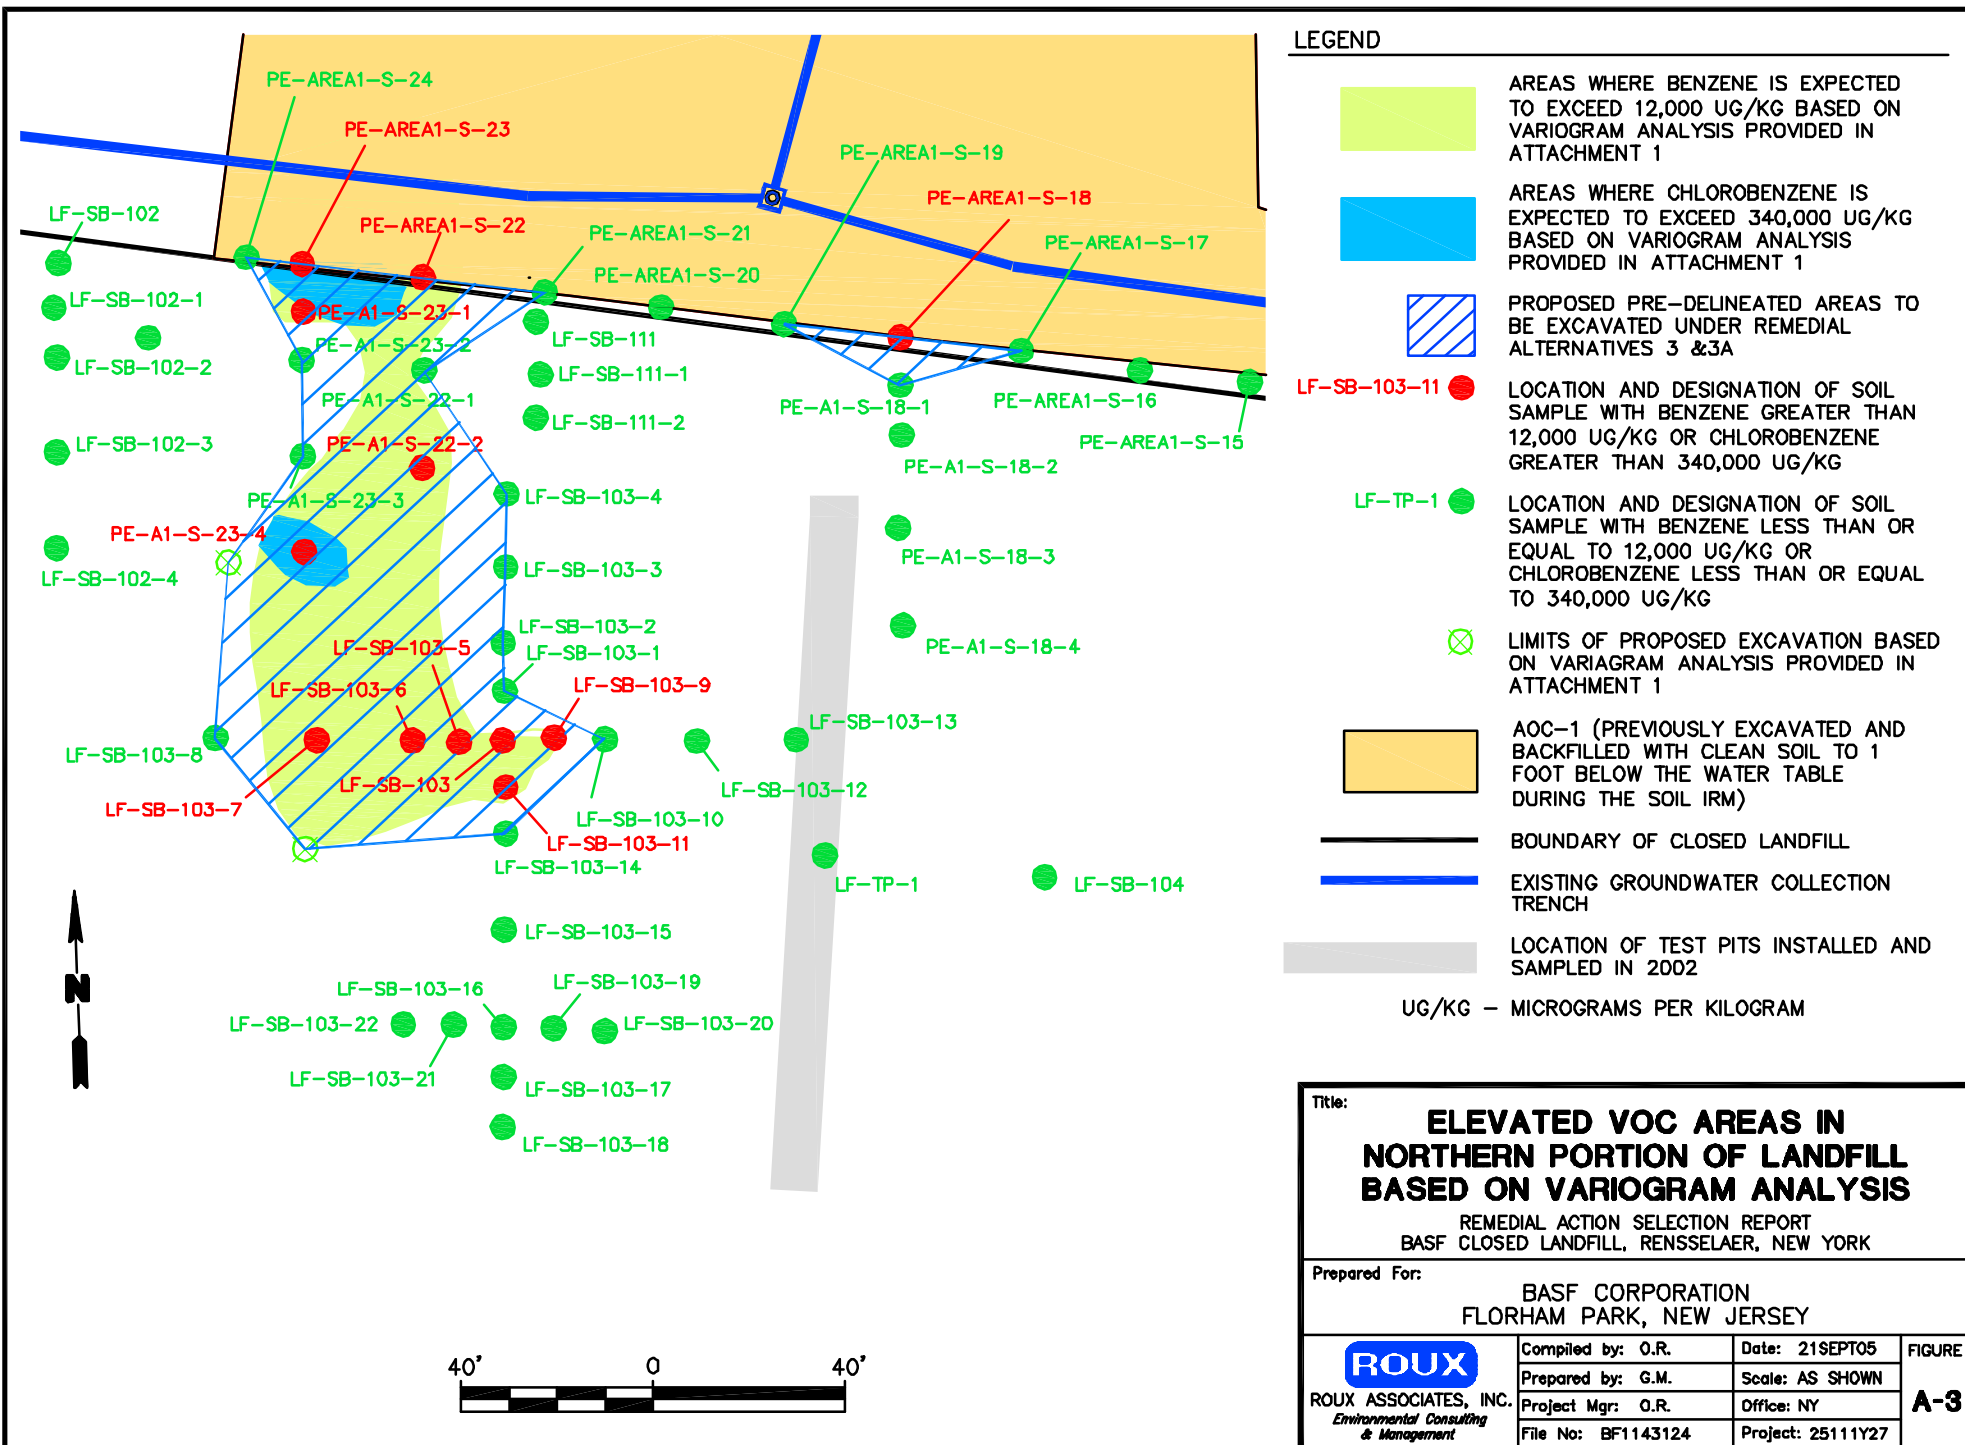 PE-AREA1-S-24
PE-AREA1-S-23
PE-AREA1-S-19
PE-AREA1-S-18
LF-SB-102
PE-AREA1-S-22
PE-AREA1-S-21
PE-AREA1-S-17
PE-AREA1-S-20
LF-SB-102-1
PE-A1-S-23-1
LF-SB-111
PE-A1-S-23-2
LF-SB-102-2
LF-SB-111-1
PE-A1-S-22-1
PE-A1-S-18-1
PE-AREA1-S-16
LF-SB-111-2
LF-SB-102-3
PE-A1-S-22-2
PE-AREA1-S-15
PE-A1-S-18-2
PE-A1-S-23-3
LF-SB-103-4
PE-A1-S-23-4
PE-A1-S-18-3
LF-SB-102-4
LF-SB-103-3
LF-SB-103-2
LF-SB-103-5
LF-SB-103-1
PE-A1-S-18-4
LF-SB-103-6
LF-SB-103-9
LF-SB-103-13
LF-SB-103-8
LF-SB-103
LF-SB-103-12
LF-SB-103-7
LF-SB-103-10
LF-SB-103-11
LF-SB-103-14
LF-TP-1
LF-SB-104
LF-SB-103-15
LF-SB-103-19
LF-SB-103-16
LF-SB-103-22
LF-SB-103-20
LF-SB-103-21
LF-SB-103-17
LF-SB-103-18
N
40'
0
40'
LEGEND
AREAS WHERE BENZENE IS EXPECTED
TO EXCEED 12,000 UG/KG BASED ON
VARIOGRAM ANALYSIS PROVIDED IN
ATTACHMENT 1
AREAS WHERE CHLOROBENZENE IS
EXPECTED TO EXCEED 340,000 UG/KG
BASED ON VARIOGRAM ANALYSIS
PROVIDED IN ATTACHMENT 1
PROPOSED PRE-DELINEATED AREAS TO
BE EXCAVATED UNDER REMEDIAL
ALTERNATIVES 3 &3A
LF-SB-103-11
LOCATION AND DESIGNATION OF SOIL
SAMPLE WITH BENZENE GREATER THAN
12,000 UG/KG OR CHLOROBENZENE
GREATER THAN 340,000 UG/KG
LF-TP-1
LOCATION AND DESIGNATION OF SOIL
SAMPLE WITH BENZENE LESS THAN OR
EQUAL TO 12,000 UG/KG OR
CHLOROBENZENE LESS THAN OR EQUAL
TO 340,000 UG/KG
LIMITS OF PROPOSED EXCAVATION BASED
ON VARIAGRAM ANALYSIS PROVIDED IN
ATTACHMENT 1
AOC-1 (PREVIOUSLY EXCAVATED AND
BACKFILLED WITH CLEAN SOIL TO 1
FOOT BELOW THE WATER TABLE
DURING THE SOIL IRM)
BOUNDARY OF CLOSED LANDFILL
EXISTING GROUNDWATER COLLECTION
TRENCH
LOCATION OF TEST PITS INSTALLED AND
SAMPLED IN 2002
UG/KG - MICROGRAMS PER KILOGRAM
Title:
ELEVATED VOC AREAS IN
NORTHERN PORTION OF LANDFILL
BASED ON VARIOGRAM ANALYSIS
REMEDIAL ACTION SELECTION REPORT
BASF CLOSED LANDFILL, RENSSELAER, NEW YORK
Prepared For:
BASF CORPORATION
FLORHAM PARK, NEW JERSEY
ROUX
ROUX ASSOCIATES, INC.
Environmental Consulting
& Management
Compiled by: O.R.
Date: 21SEPT05
Prepared by: G.M.
Scale: AS SHOWN
Project Mgr: O.R.
Office: NY
File No: BF1143124
Project: 25111Y27
FIGURE
A-3